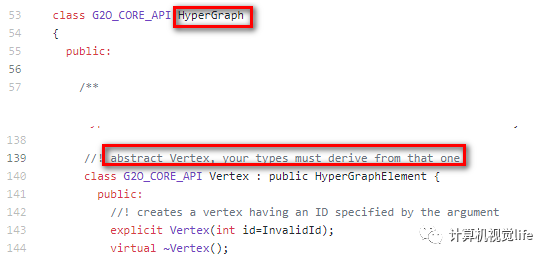 53 class G2O_CORE_API HyperGraph
54 {
55 public:
56
57 /**
138
139 //! abstract Vertex, your types must derive from that one
140 class G2O_CORE_API Vertex : public HyperGraphElement {
141 public:
142 //! creates a vertex having an ID specified by the argument
143 explicit Vertex(int id=InvalidId);
144 virtual ~Vertex();
计算机视觉life